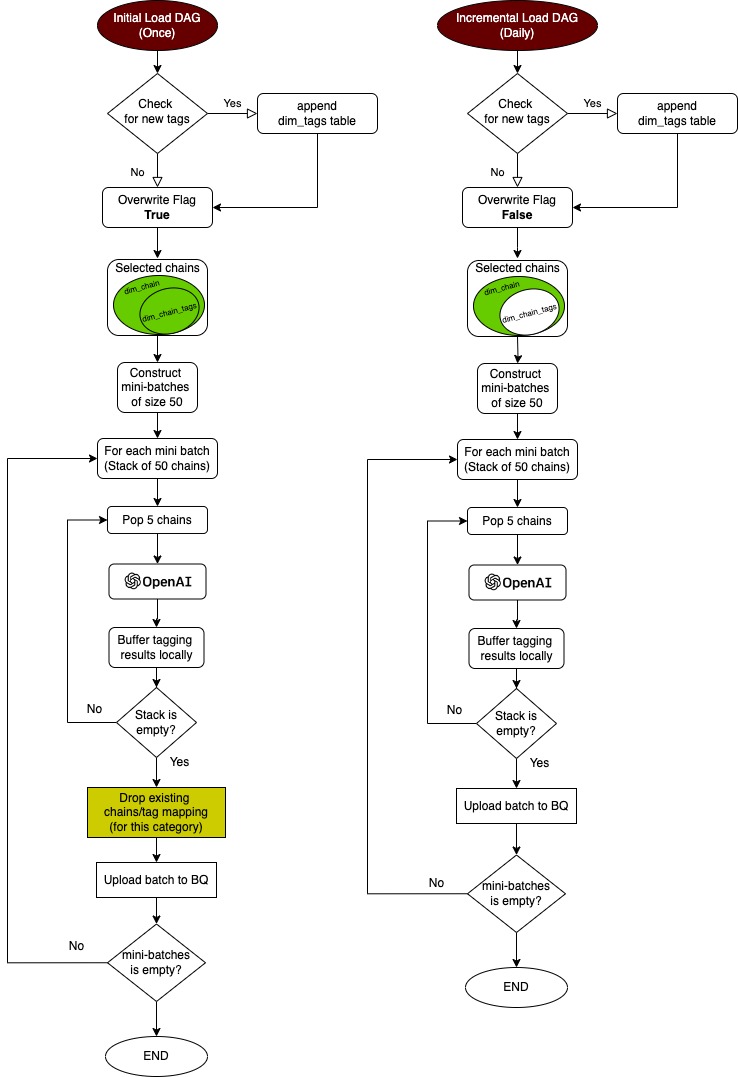 Initial Load DAG
(Once)
Check
for new tags
Yes
append
dim_tags table
No
Overwrite Flag
True
Selected chains
dim_chain
dim_chain_tags
Construct
mini-batches
of size 50
For each mini batch
(Stack of 50 chains)
Pop 5 chains
OpenAI
Buffer tagging
results locally
Stack is
empty?
No
Yes
Drop existing
chains/tag mapping
(for this category)
Upload batch to BQ
mini-batches
is empty?
No
END
Incremental Load DAG
(Daily)
Check
for new tags
Yes
append
dim_tags table
No
Overwrite Flag
False
Selected chains
dim_chain
dim_chain_tags
Construct
mini-batches
of size 50
For each mini batch
(Stack of 50 chains)
Pop 5 chains
OpenAI
Buffer tagging
results locally
Stack is
empty?
No
Yes
Upload batch to BQ
mini-batches
is empty?
No
END